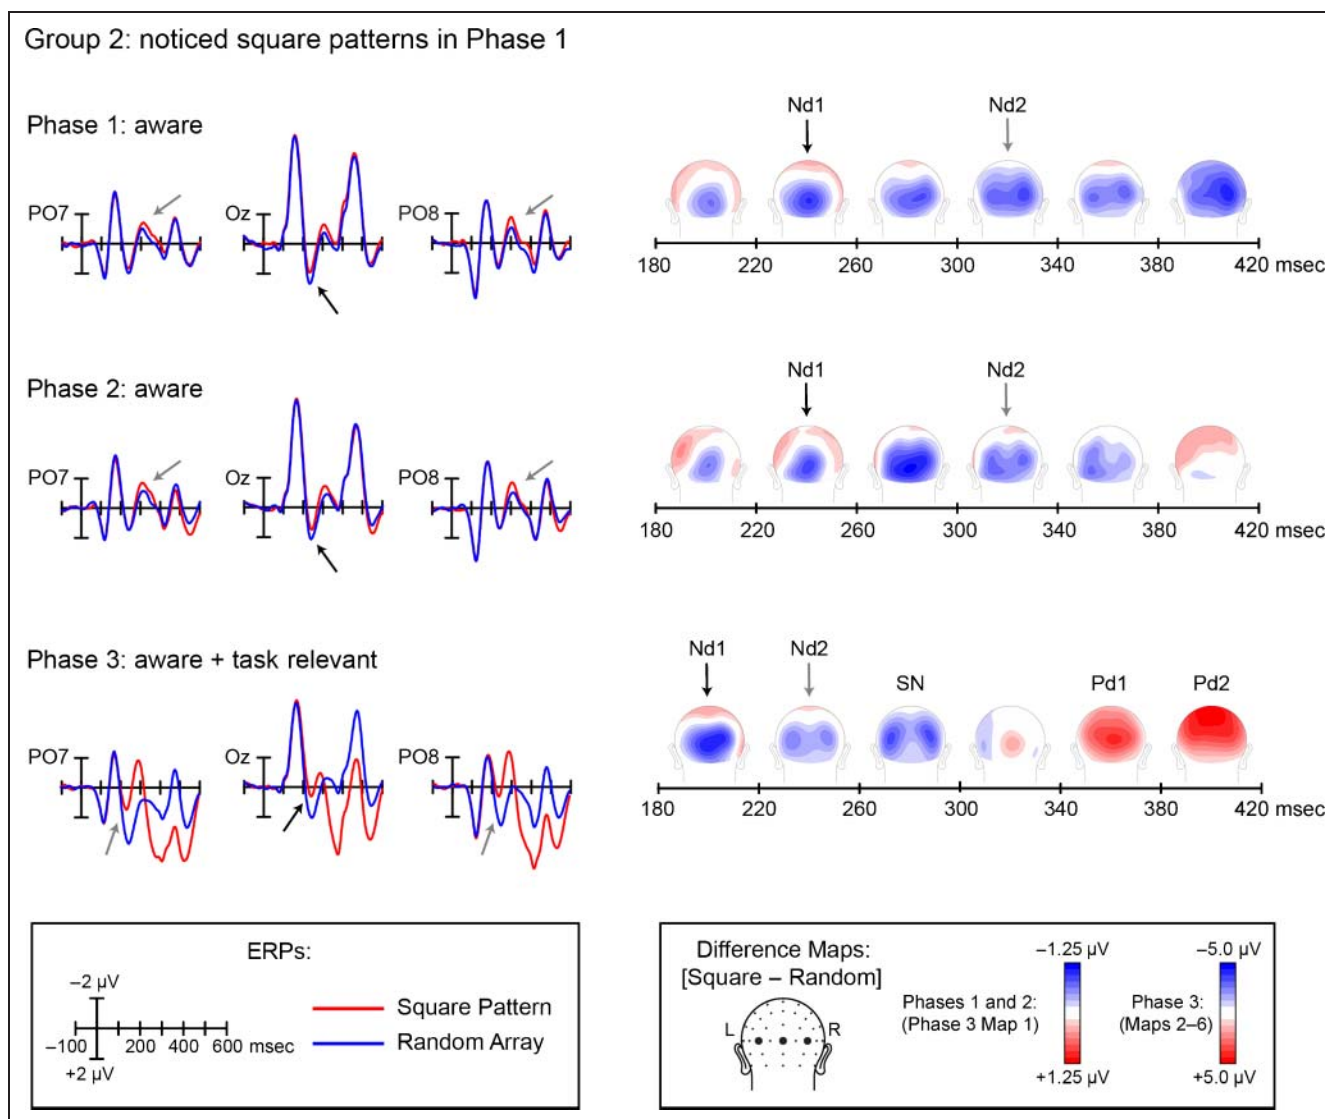 Group 2: noticed square patterns in Phase 1
Phase 1: aware
PO7
Oz
PO8
Nd1
Nd2
180 220 260 300 340 380 420 msec
Phase 2: aware
PO7
Oz
PO8
Nd1
Nd2
180 220 260 300 340 380 420 msec
Phase 3: aware + task relevant
PO7
Oz
PO8
Nd1
Nd2
SN
Pd1
Pd2
180 220 260 300 340 380 420 msec
ERPs:
–2 µV
–100 200 400 600 msec
+2 µV
Square Pattern
Random Array
Difference Maps:
[Square – Random]
L R
Phases 1 and 2:
(Phase 3 Map 1)
–1.25 µV
+1.25 µV
Phase 3:
(Maps 2–6)
–5.0 µV
+5.0 µV